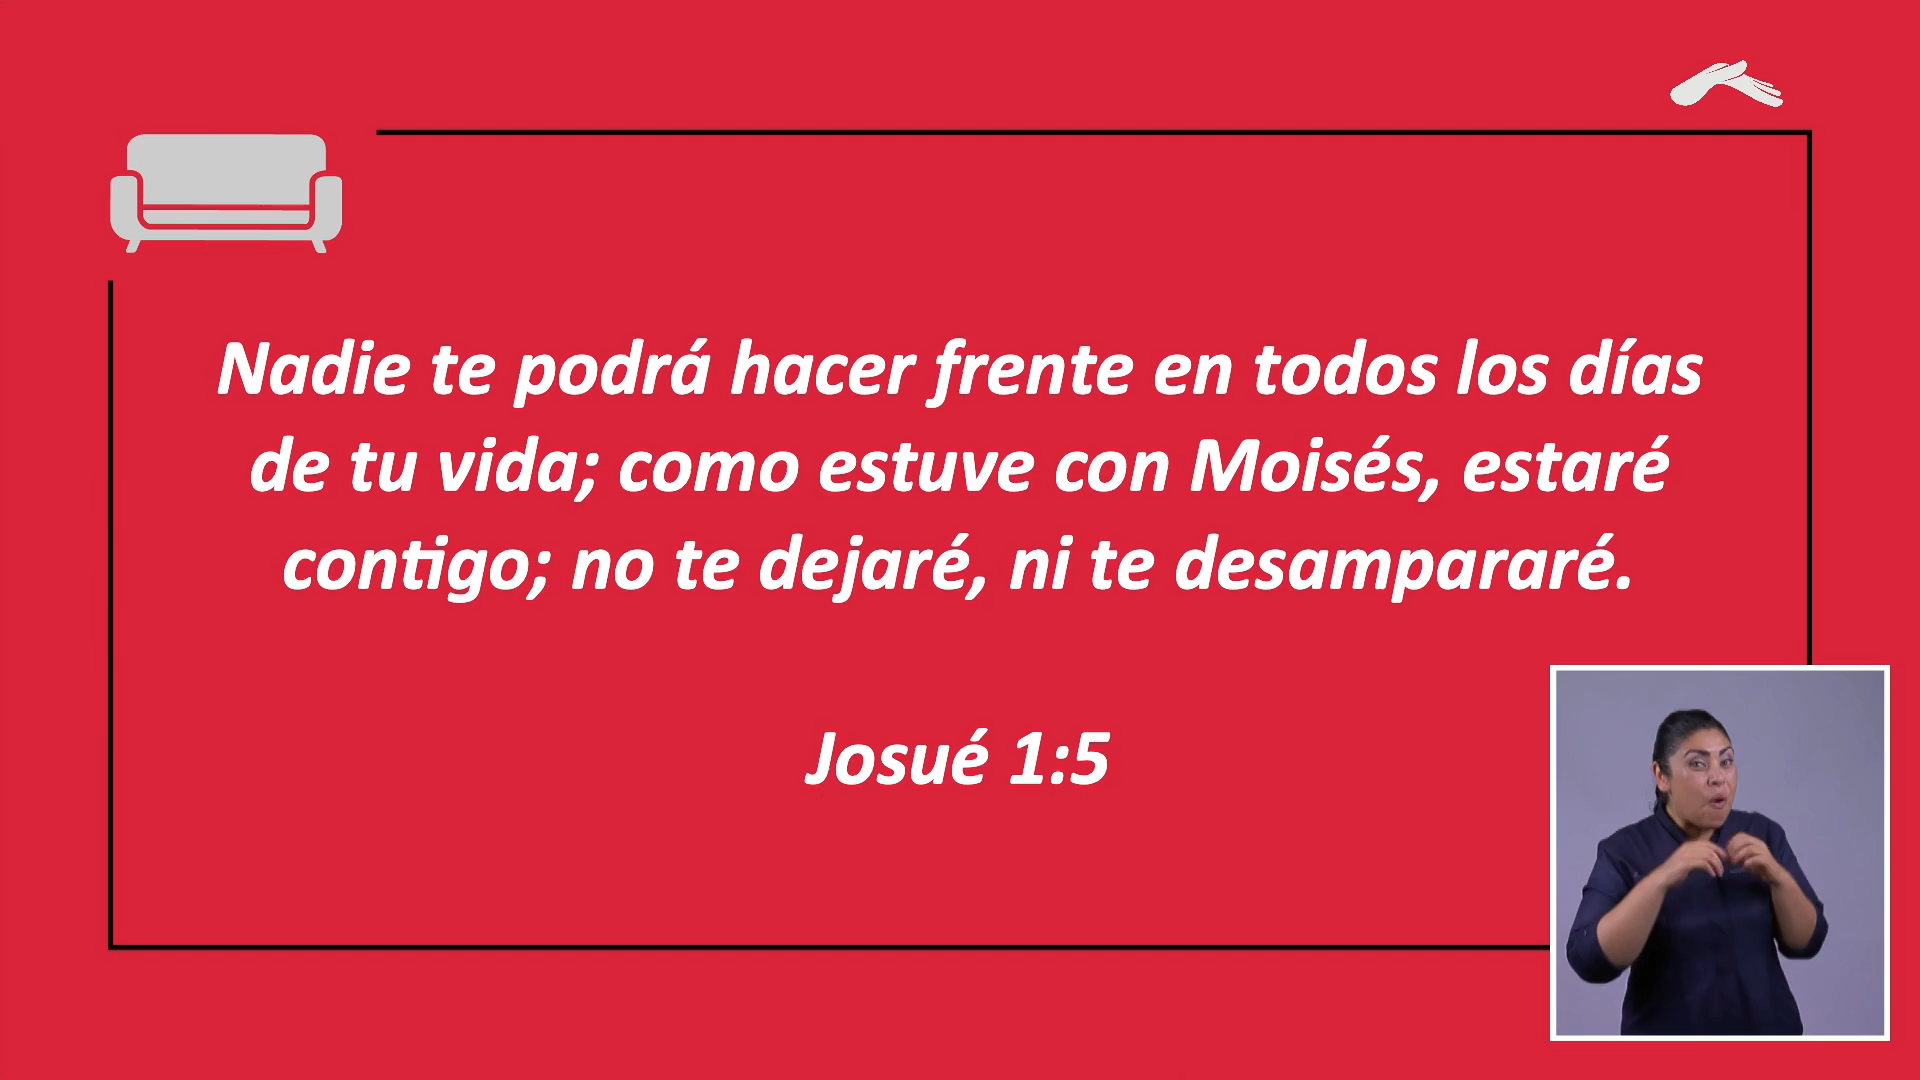 Nadie te podrá hacer frente en todos los días
de tu vida; como estuve con Moisés, estaré
contigo; no te dejaré, ni te desampararé.
Josué 1:5